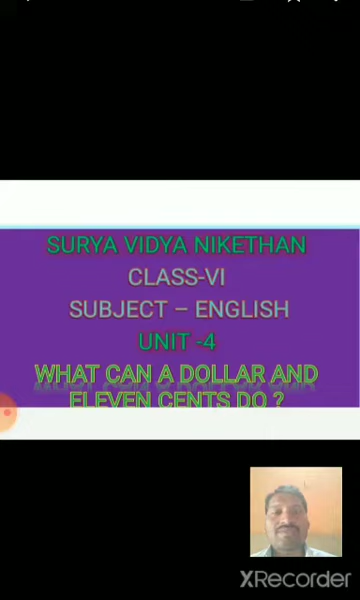 SURYA VIDYA NIKETHAN
CLASS-VI
SUBJECT – ENGLISH
UNIT -4
WHAT CAN A DOLLAR AND
ELEVEN CENTS DO ?
XRecorder